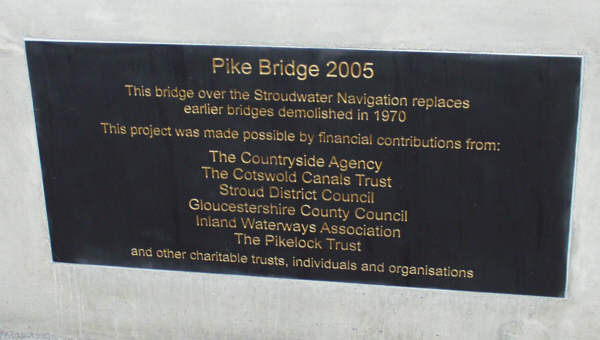 Pike Bridge 2005
This bridge over the Stroudwater Navigation replaces
earlier bridges demolished in 1970
This project was made possible by financial contributions from:
The Countryside Agency
The Cotswold Canals Trust
Stroud District Council
Gloucestershire County Council
Inland Waterways Association
The Pikelock Trust
and other charitable trusts, individuals and organisations